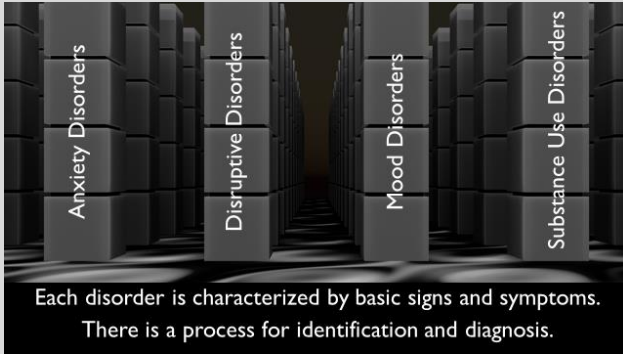 Anxiety Disorders
Disruptive Disorders
Mood Disorders
Substance Use Disorders
Each disorder is characterized by basic signs and symptoms.
There is a process for identification and diagnosis.